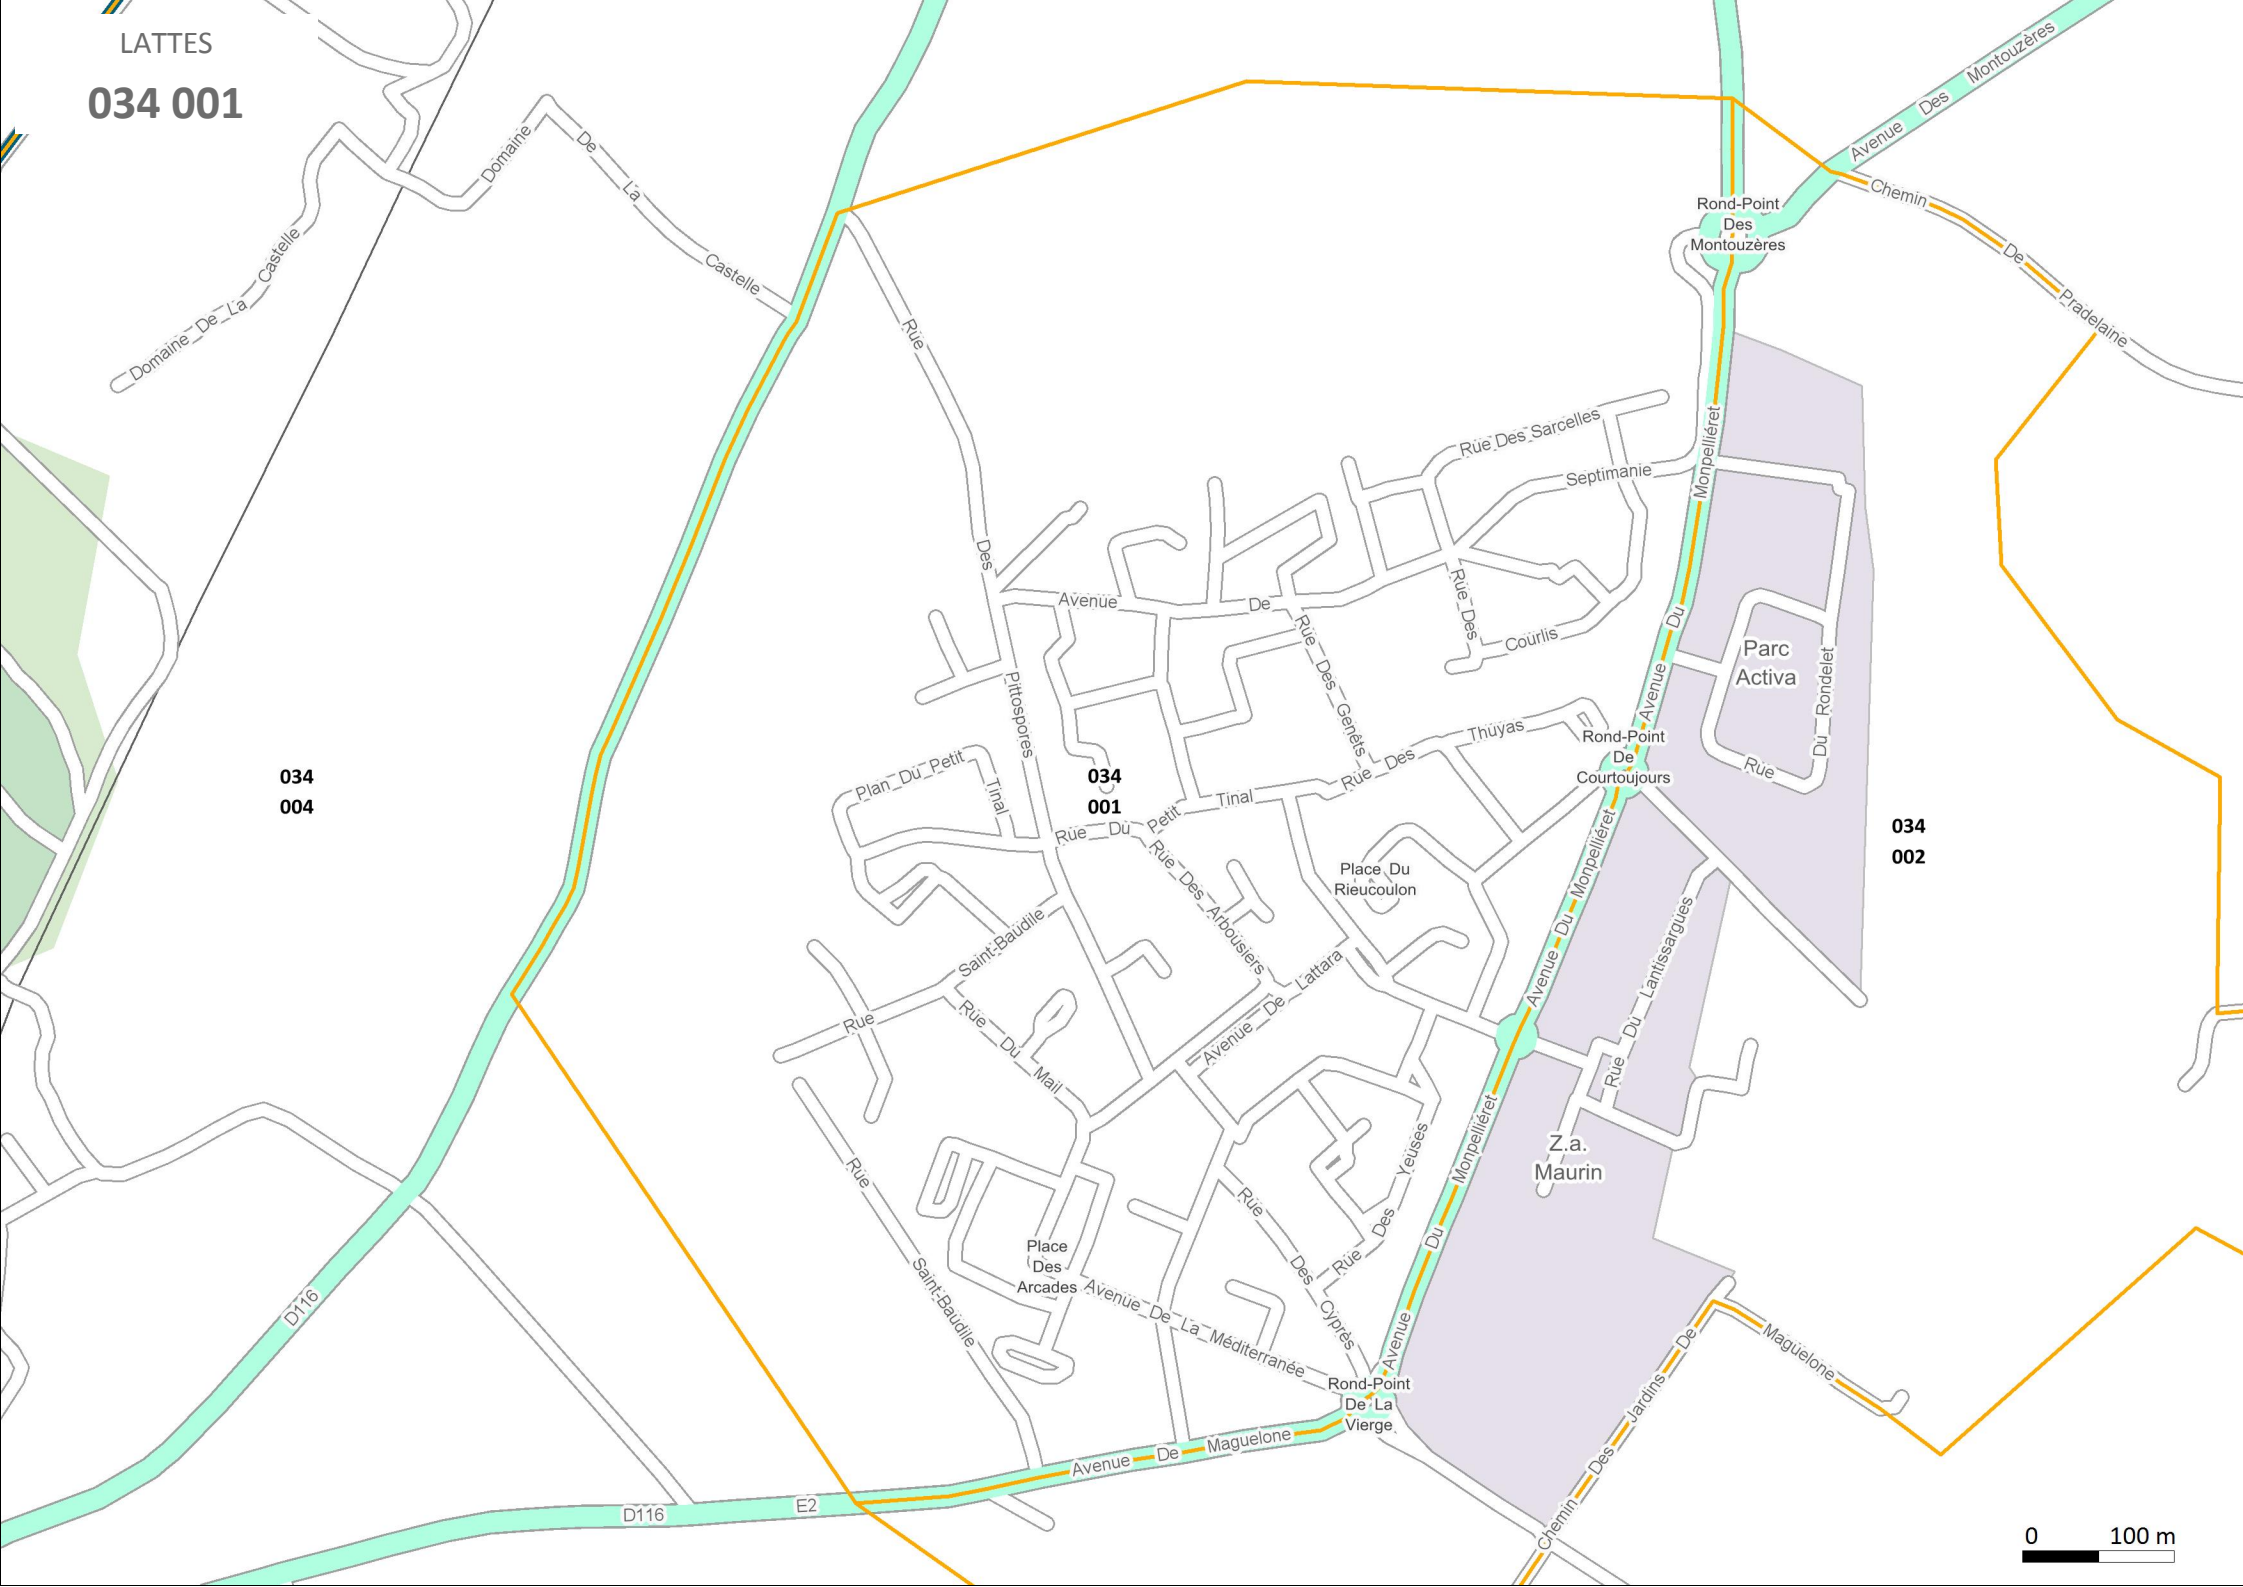 LATTES
034 001
Avenue Des Montouzères
Domaine De La Castelle
Domaine De La Castelle
Rond-Point
Des
Montouzères
Chemin De Pradelaine
Rue Des Pittospores
Rue Des Sarcelles
Avenue De Septimanie
Rue Des Courlis
Avenue Du Monpelliéret
Parc
Activa
Rue Du Rondelet
Rue Des Genêts
Rue Des Thuyas
Rond-Point
De
Courtoujours
Plan Du Petit Tinal
034
004
034
001
034
002
Rue Du Petit Tinal
Rue Des Arbousiers
Place Du
Rieucoulon
Avenue Du Monpelliéret
Rue Du Lantissargues
Rue Saint-Baudile
Avenue De Lattara
Rue Du Mail
Z.a.
Maurin
Rue Saint-Baudile
Rue Des Yeuses
Avenue Du Monpelliéret
Rue Des Cyprès
Place
Des
Arcades
Avenue De La Méditerranée
D116
Rond-Point
De La
Vierge
Chemin Des Jardins De Maguelone
Avenue De Maguelone
E2
D116
0 100 m